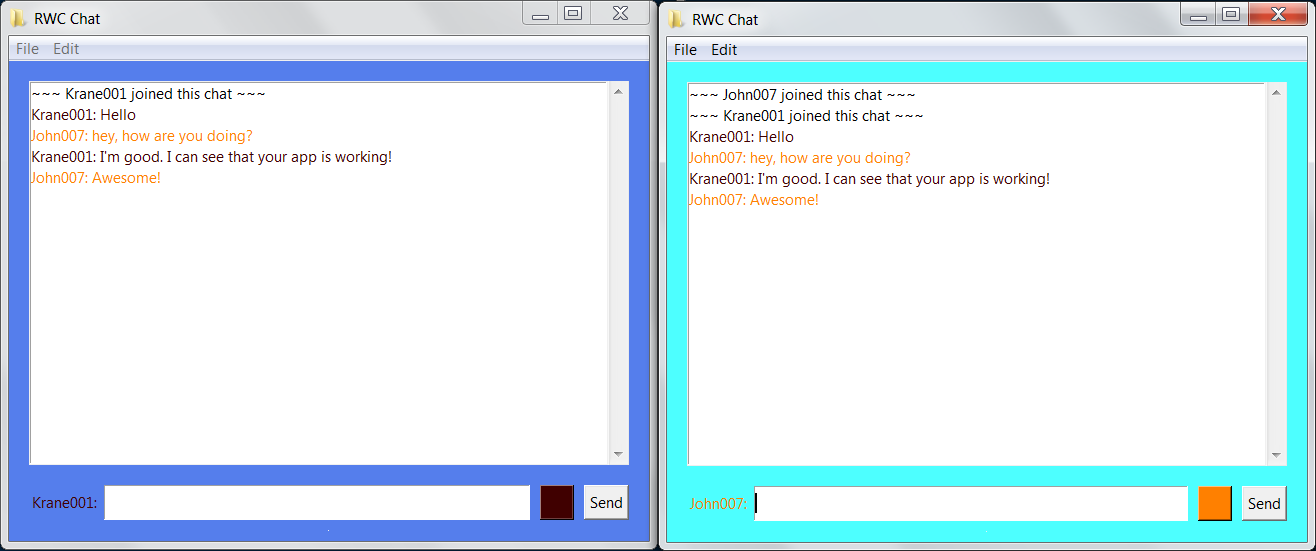 RWC Chat
File Edit
~~~ Krane001 joined this chat ~~~
Krane001: Hello
John007: hey, how are you doing?
Krane001: I'm good. I can see that your app is working!
John007: Awesome!
Krane001:
Send
RWC Chat
File Edit
~~~ John007 joined this chat ~~~
~~~ Krane001 joined this chat ~~~
Krane001: Hello
John007: hey, how are you doing?
Krane001: I'm good. I can see that your app is working!
John007: Awesome!
John007:
Send